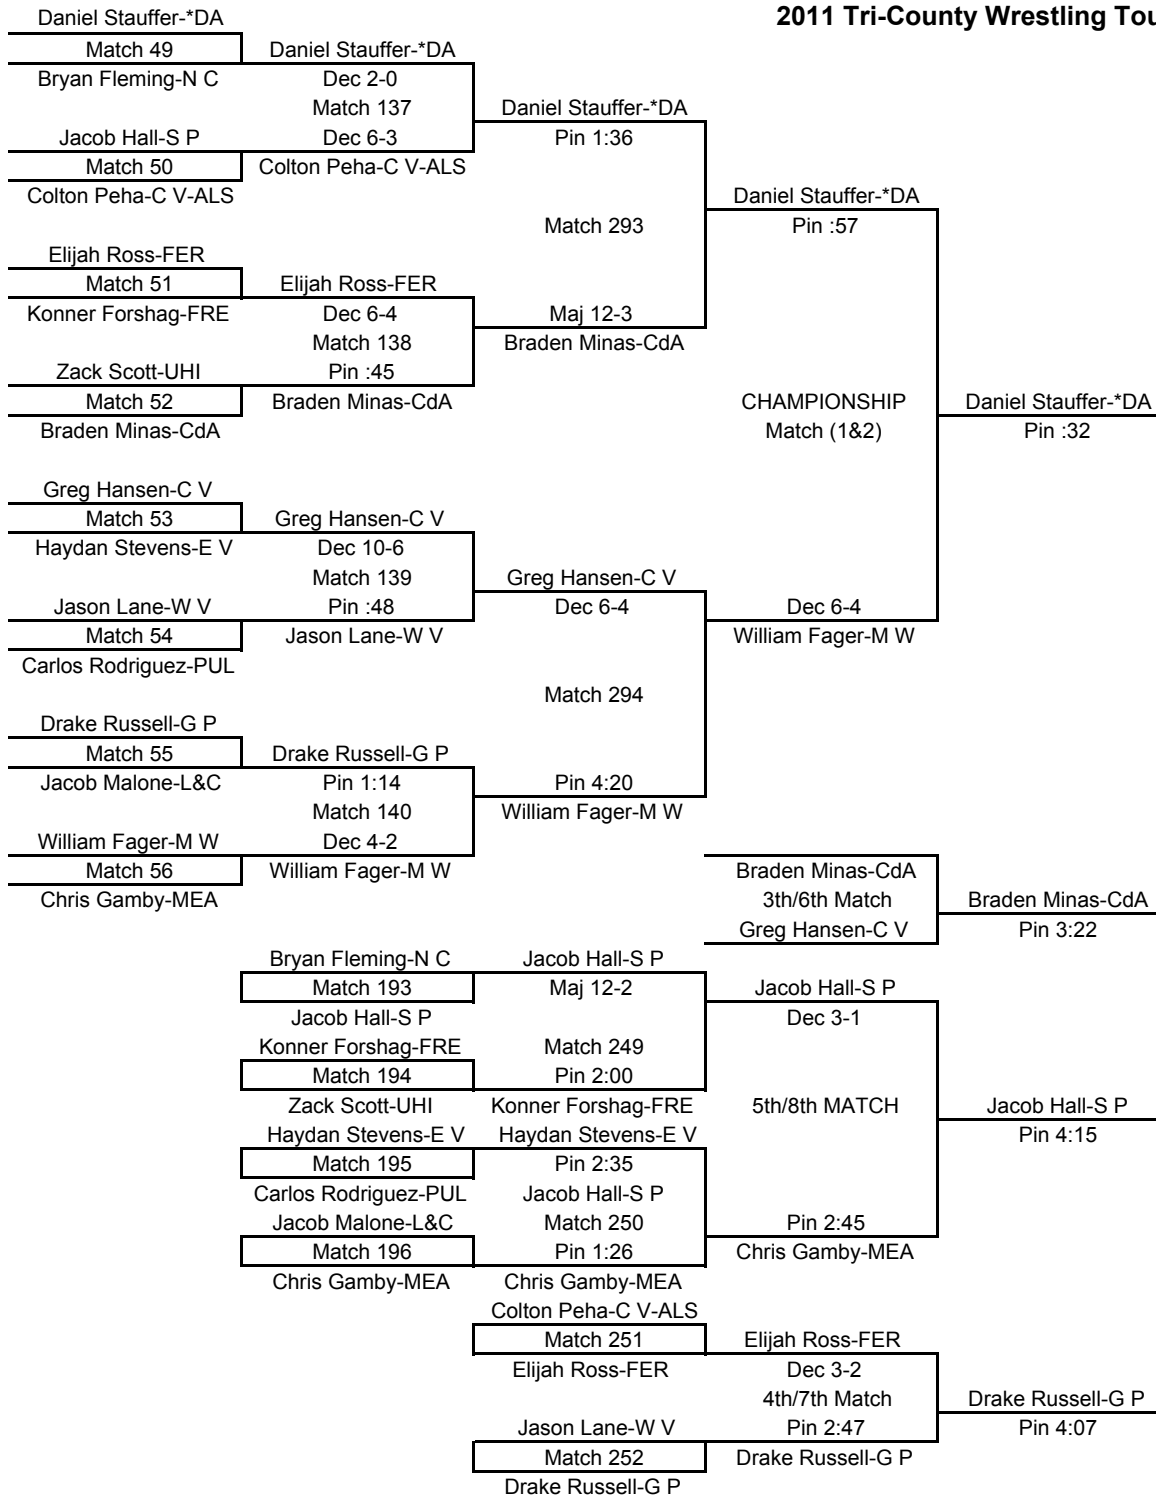 2011 Tri-County Wrestling Tou
Daniel Stauffer-*DA
Match 49 Daniel Stauffer-*DA
Bryan Fleming-N C Dec 2-0
Match 137 Daniel Stauffer-*DA
Jacob Hall-S P Dec 6-3 Pin 1:36
Match 50 Colton Peha-C V-ALS
Colton Peha-C V-ALS Daniel Stauffer-*DA
Match 293 Pin :57
Elijah Ross-FER
Match 51 Elijah Ross-FER
Konner Forshag-FRE Dec 6-4 Maj 12-3
Match 138 Braden Minas-CdA
Zack Scott-UHI Pin :45
Match 52 Braden Minas-CdA CHAMPIONSHIP Daniel Stauffer-*DA
Braden Minas-CdA Match (1&2) Pin :32
Greg Hansen-C V
Match 53 Greg Hansen-C V
Haydan Stevens-E V Dec 10-6
Match 139 Greg Hansen-C V
Jason Lane-W V Pin :48 Dec 6-4 Dec 6-4
Match 54 Jason Lane-W V William Fager-M W
Carlos Rodriguez-PUL
Match 294
Drake Russell-G P
Match 55 Drake Russell-G P
Jacob Malone-L&C Pin 1:14 Pin 4:20
Match 140 William Fager-M W
William Fager-M W Dec 4-2
Match 56 William Fager-M W Braden Minas-CdA
Chris Gamby-MEA 3th/6th Match Braden Minas-CdA
Greg Hansen-C V Pin 3:22
Bryan Fleming-N C Jacob Hall-S P
Match 193 Maj 12-2 Jacob Hall-S P
Jacob Hall-S P Dec 3-1
Konner Forshag-FRE Match 249
Match 194 Pin 2:00
Zack Scott-UHI Konner Forshag-FRE 5th/8th MATCH Jacob Hall-S P
Haydan Stevens-E V Haydan Stevens-E V Pin 4:15
Match 195 Pin 2:35
Carlos Rodriguez-PUL Jacob Hall-S P
Jacob Malone-L&C Match 250 Pin 2:45
Match 196 Pin 1:26 Chris Gamby-MEA
Chris Gamby-MEA Chris Gamby-MEA
Colton Peha-C V-ALS
Match 251 Elijah Ross-FER
Elijah Ross-FER Dec 3-2
4th/7th Match Drake Russell-G P
Jason Lane-W V Pin 2:47 Pin 4:07
Match 252 Drake Russell-G P
Drake Russell-G P